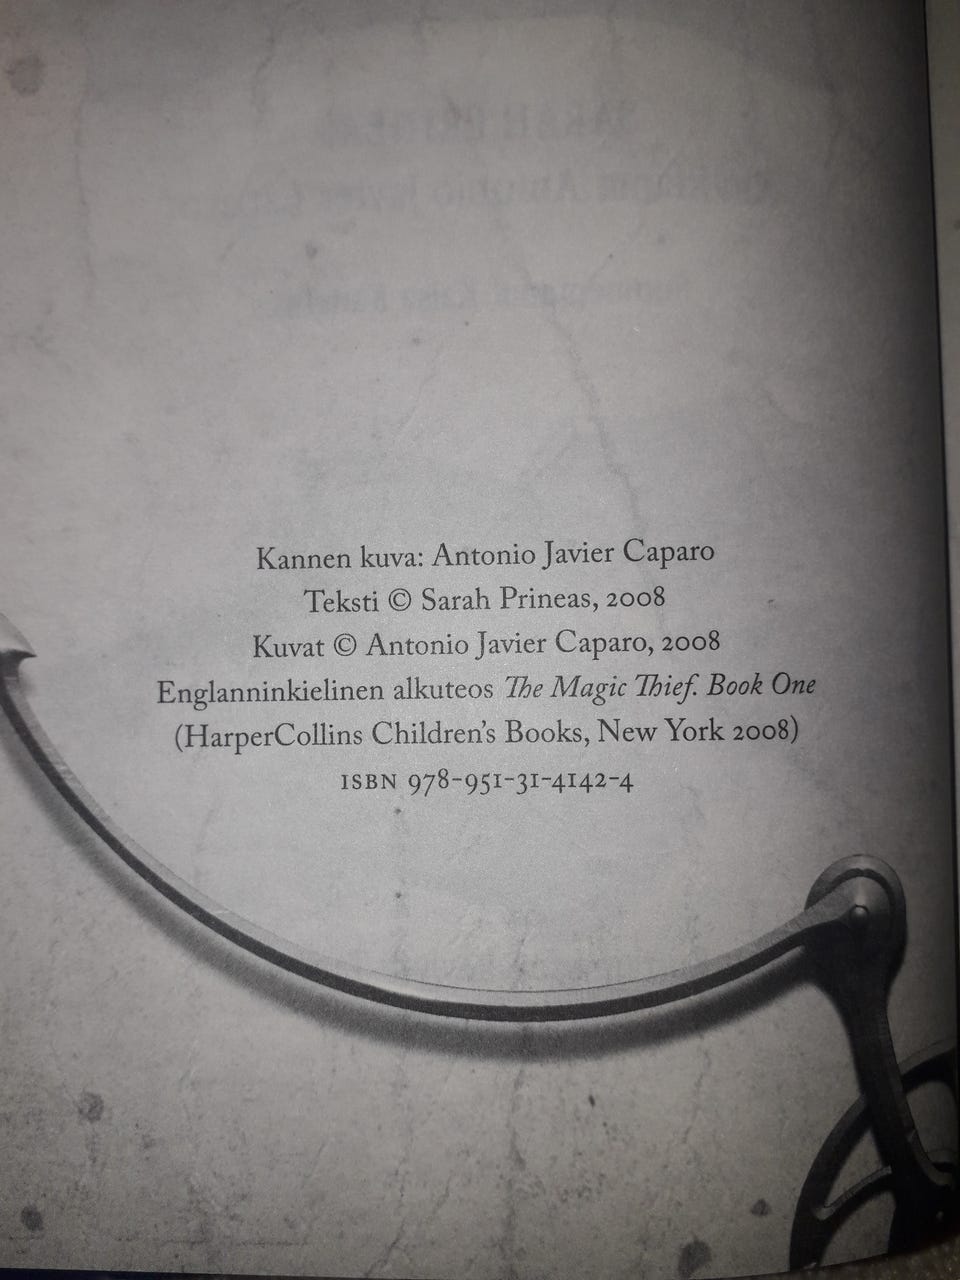 Kannen kuva: Antonio Javier Caparo
Teksti © Sarah Prineas, 2008
Kuvat © Antonio Javier Caparo, 2008
Englanninkielinen alkuteos The Magic Thief. Book One
(HarperCollins Children's Books, New York 2008)
ISBN 978-951-31-4142-4